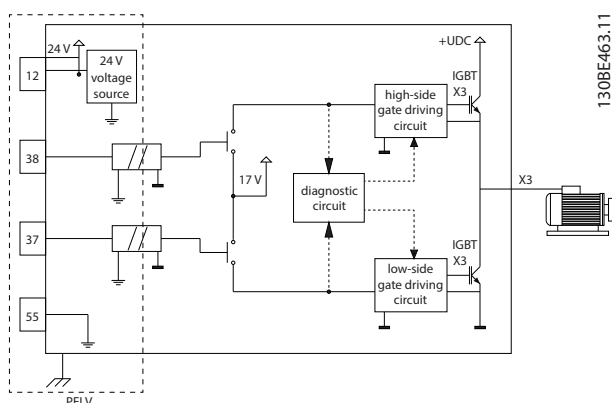 130BE463.11
+UDC
24 V
12
24 V
voltage
source
IGBT
X3
high-side
gate driving
circuit
38
17 V
diagnostic
circuit
X3
37
IGBT
X3
low-side
gate driving
circuit
55
PELV